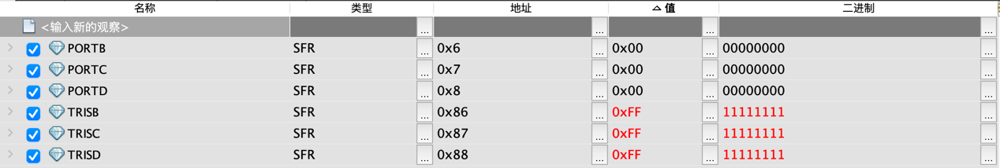 名称 类型 地址 值 二进制
<输入新的观察> ... ... ... ...
PORTB SFR ... 0x6 ... 0x00 ... 00000000 ...
PORTC SFR ... 0x7 ... 0x00 ... 00000000 ...
PORTD SFR ... 0x8 ... 0x00 ... 00000000 ...
TRISB SFR ... 0x86 ... 0xFF ... 11111111 ...
TRISC SFR ... 0x87 ... 0xFF ... 11111111 ...
TRISD SFR ... 0x88 ... 0xFF ... 11111111 ...